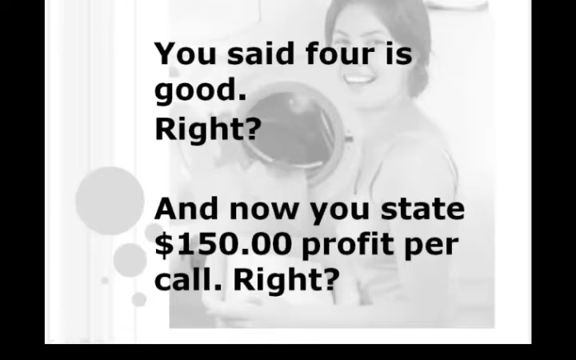 You said four is
good.
Right?
And now you state
$150.00 profit per
call. Right?